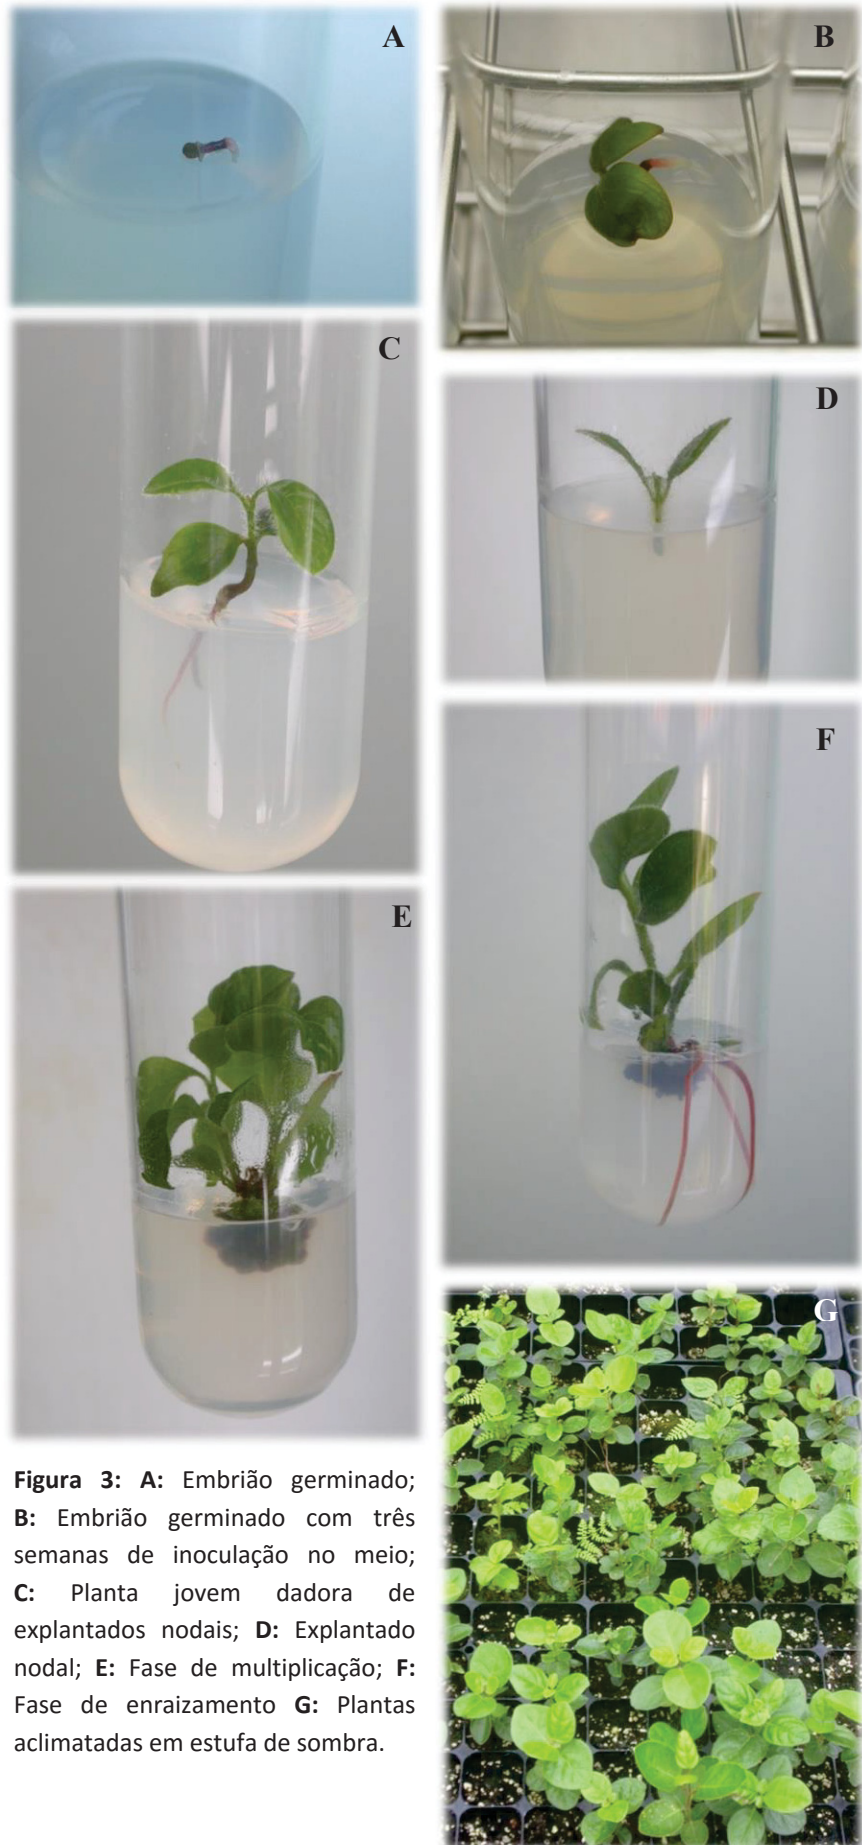 A
B
C
D
F
E
G
Figura 3: A: Embrião germinado;
B: Embrião germinado com três
semanas de inoculação no meio;
C: Planta jovem dadora de
explantados nodais; D: Explantado
nodal; E: Fase de multiplicação; F:
Fase de enraizamento G: Plantas
aclimatadas em estufa de sombra.